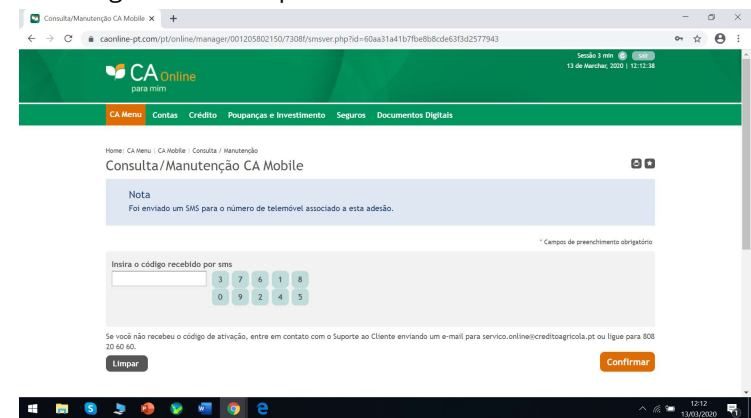 Consulta/Manutenção CA Mobile
caonline-pt.com/pt/online/manager/001205802150/7308f/smsver.php?id=60aa31a41b7fbe8b8cde63f3d2577943
Sessão 3 min
13 de Marchar, 2020 | 12:12:38
CA Online
para mim
CA Menu Contas Crédito Poupanças e Investimento Seguros Documentos Digitais
Home| CA Menu | CA Mobile | Consulta / Manutenção
Consulta/Manutenção CA Mobile
Nota
Foi enviado um SMS para o número de telemóvel associado a esta adesão.
* Campos de preenchimento obrigatório
Insira o código recebido por sms
3 7 6 1 8
0 9 2 4 5
Se você não recebeu o código de ativação, entre em contato com o Suporte ao Cliente enviando um e-mail para servico.online@creditoagricola.pt ou ligue para 808
20 60 60.
Limpar
Confirmar
12:12
13/03/2020